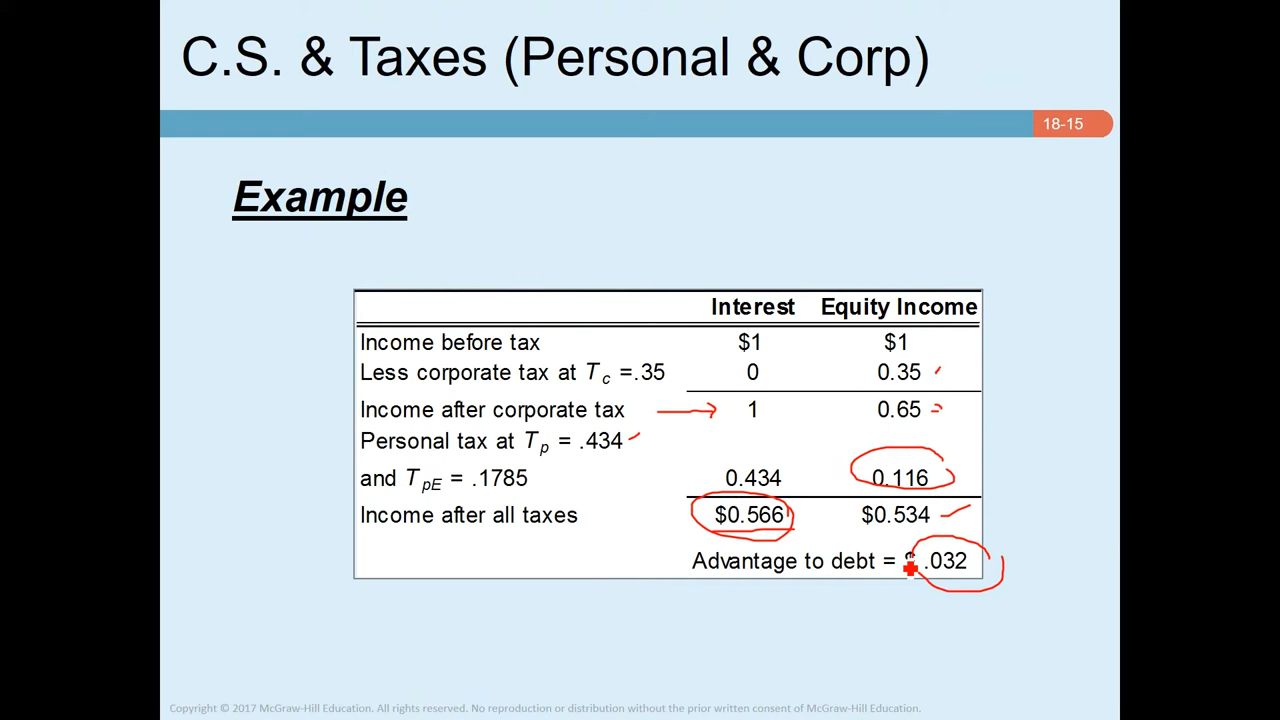 C.S. & Taxes (Personal & Corp)
18-15
Example
Interest Equity Income
Income before tax $1 $1
Less corporate tax at Tc =.35 0 0.35
Income after corporate tax 1 0.65
Personal tax at Tp = .434
and TpE = .1785 0.434 0.116
Income after all taxes $0.566 $0.534
Advantage to debt = $ .032
Copyright © 2017 McGraw-Hill Education. All rights reserved. No reproduction or distribution without the prior written consent of McGraw-Hill Education.